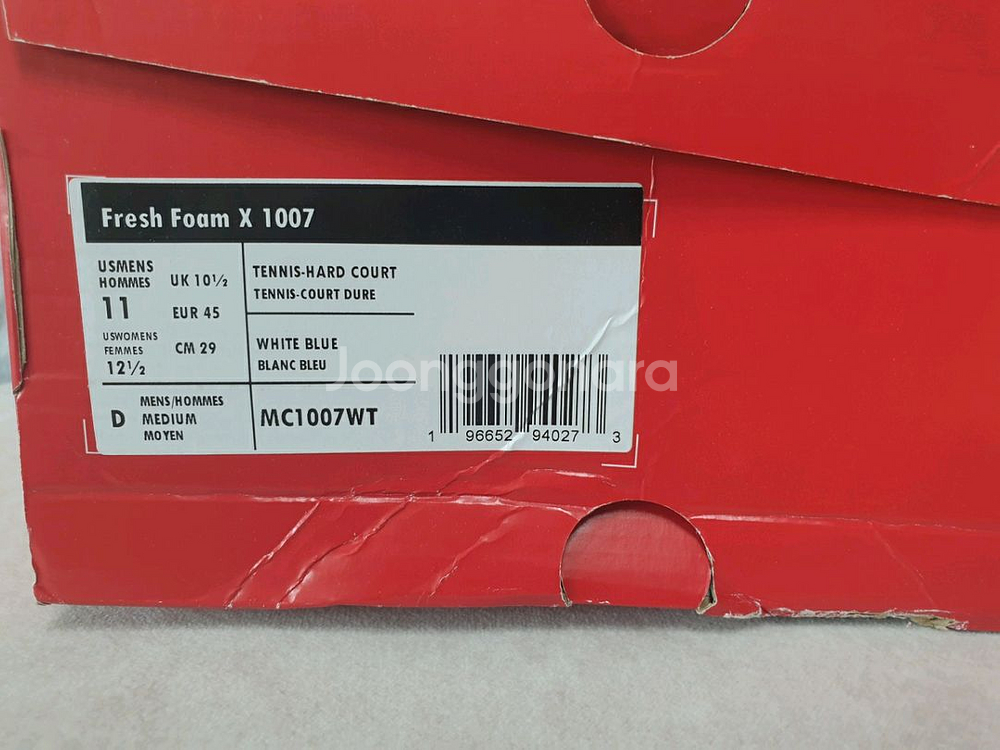 Fresh Foam X 1007
USMENS
HOMMES
11
USWOMENS
FEMMES
12½
UK 10½
EUR 45
CM 29
TENNIS-HARD COURT
TENNIS-COURT DURE
WHITE BLUE
BLANC BLEU
D
MENS/HOMMES
MEDIUM
MOYEN
MC1007WT
1 96652 94027 3
Joonggonara